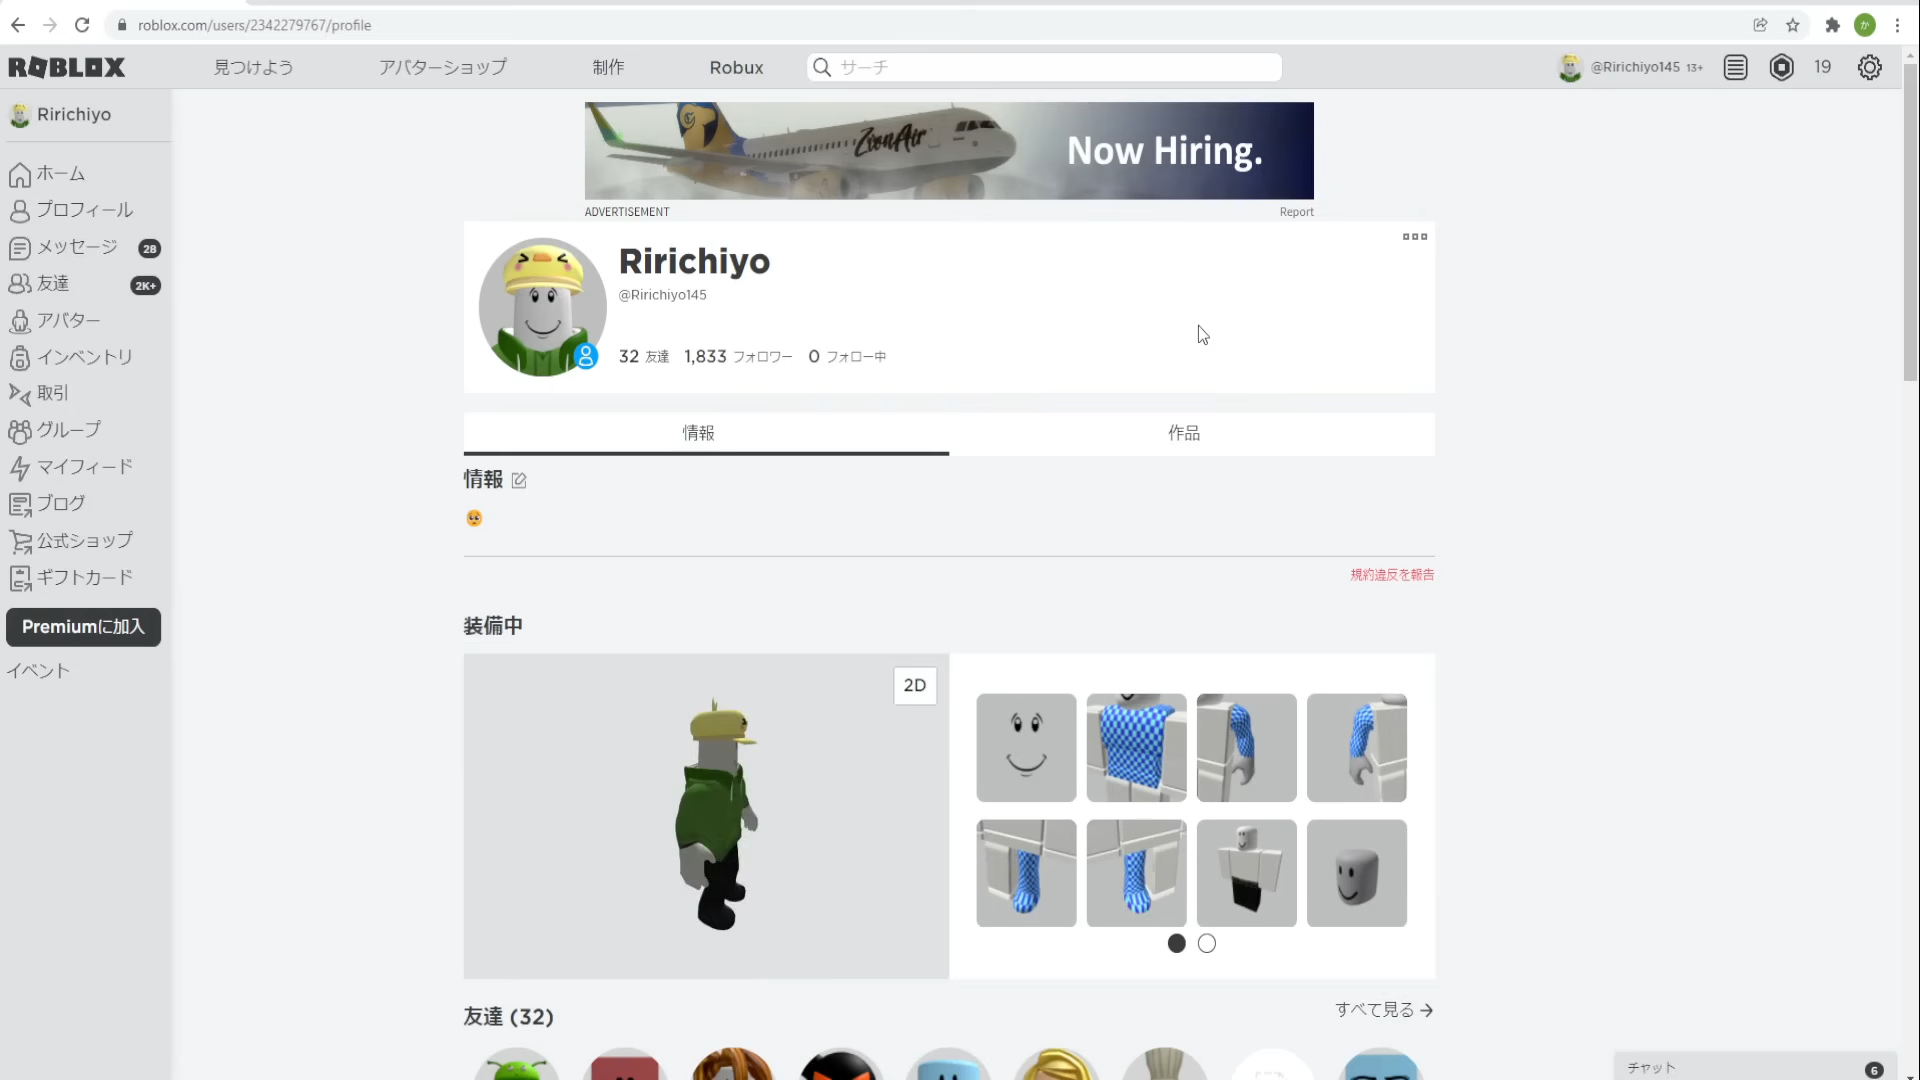 roblox.com/users/2342279767/profile
か
ROBLOX
見つけよう
アバターショップ
制作
Robux
サーチ
@Ririchiyo145 13+
19
Ririchiyo
ホーム
プロフィール
メッセージ 28
友達 2K+
アバター
インベントリ
取引
グループ
マイフィード
ブログ
公式ショップ
ギフトカード
Premiumに加入
イベント
ZionAir
Now Hiring.
ADVERTISEMENT
Report
Ririchiyo
@Ririchiyo145
32 友達 1,833 フォロワー 0 フォロー中
情報
作品
情報
規約違反を報告
装備中
2D
友達 (32)
すべて見る
チャット 6